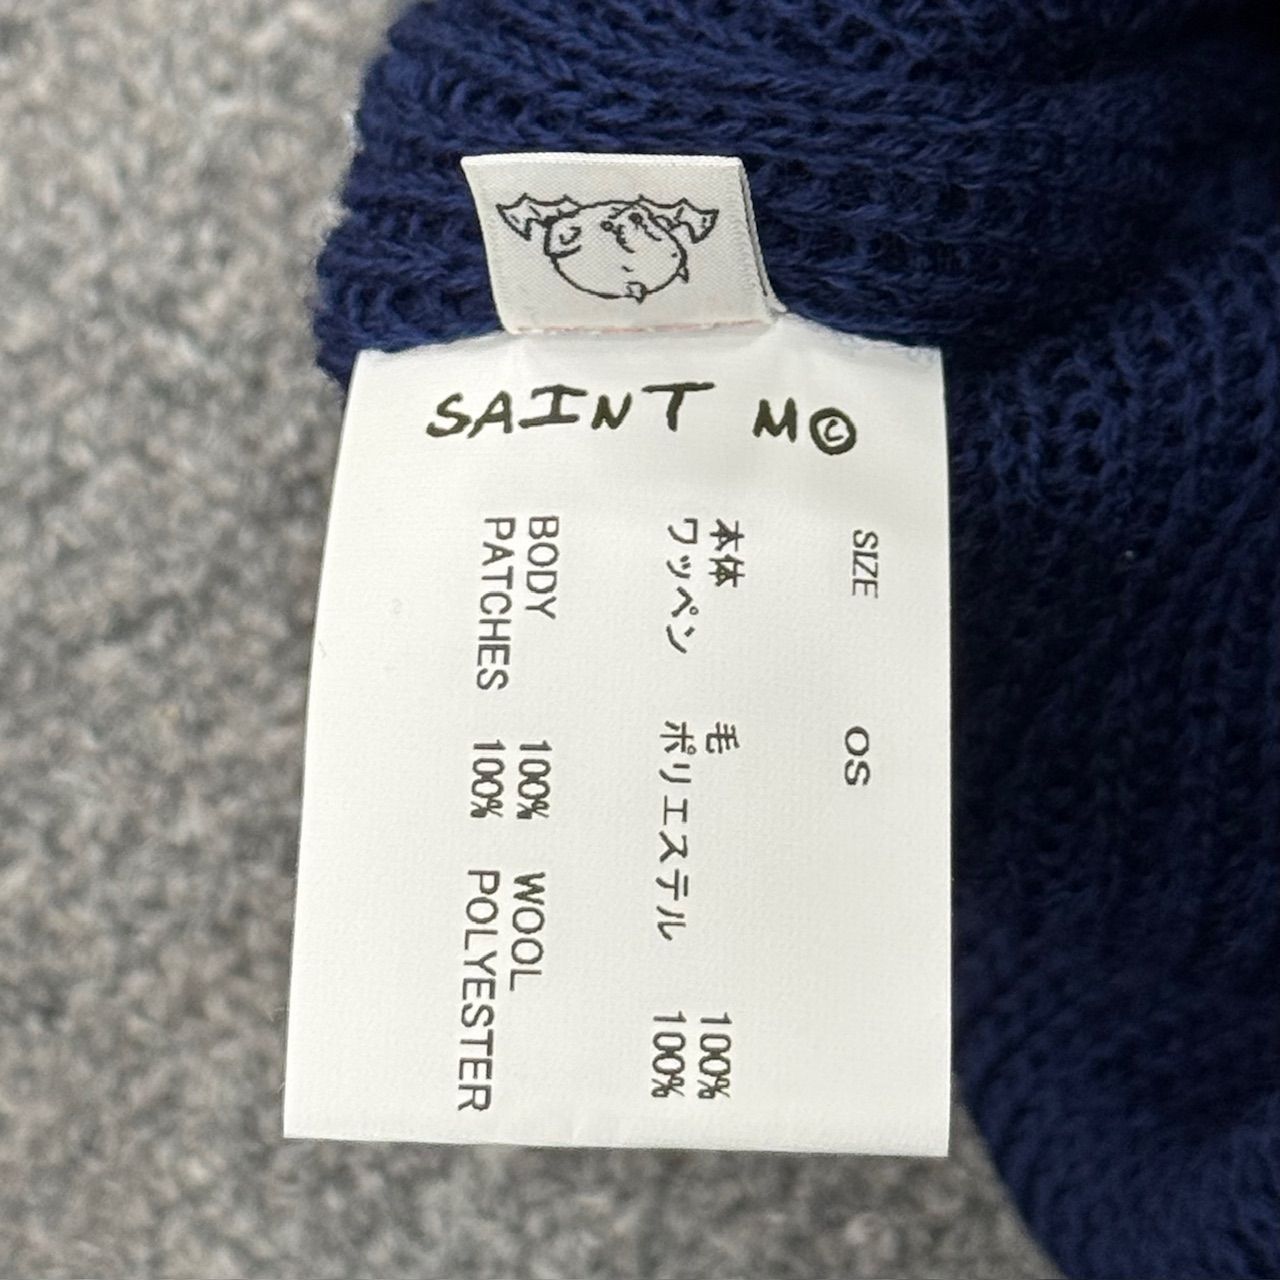 SAINT M©
SIZE OS
本体 毛 100%
ワッペン ポリエステル 100%
BODY 100% WOOL
PATCHES 100% POLYESTER